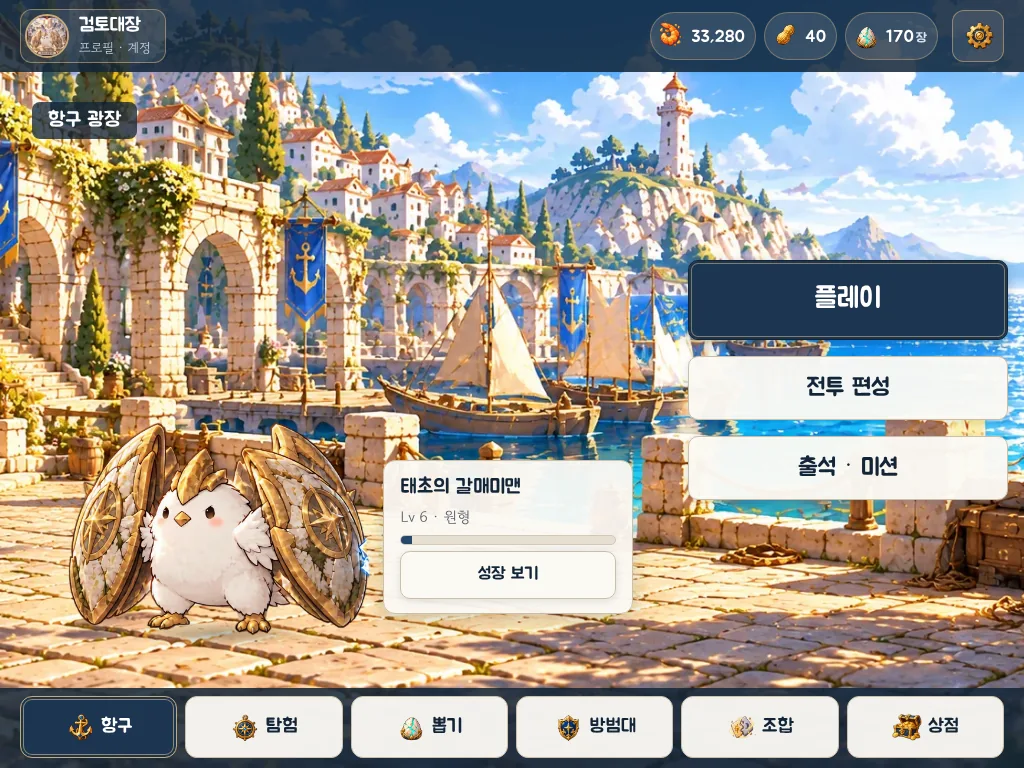 검토대장
프로필 · 계정
33,280
40
170장
항구 광장
플레이
전투 편성
출석 · 미션
태초의 갈매미맨
Lv 6 · 원형
성장 보기
항구
탐험
뽑기
방범대
조합
상점